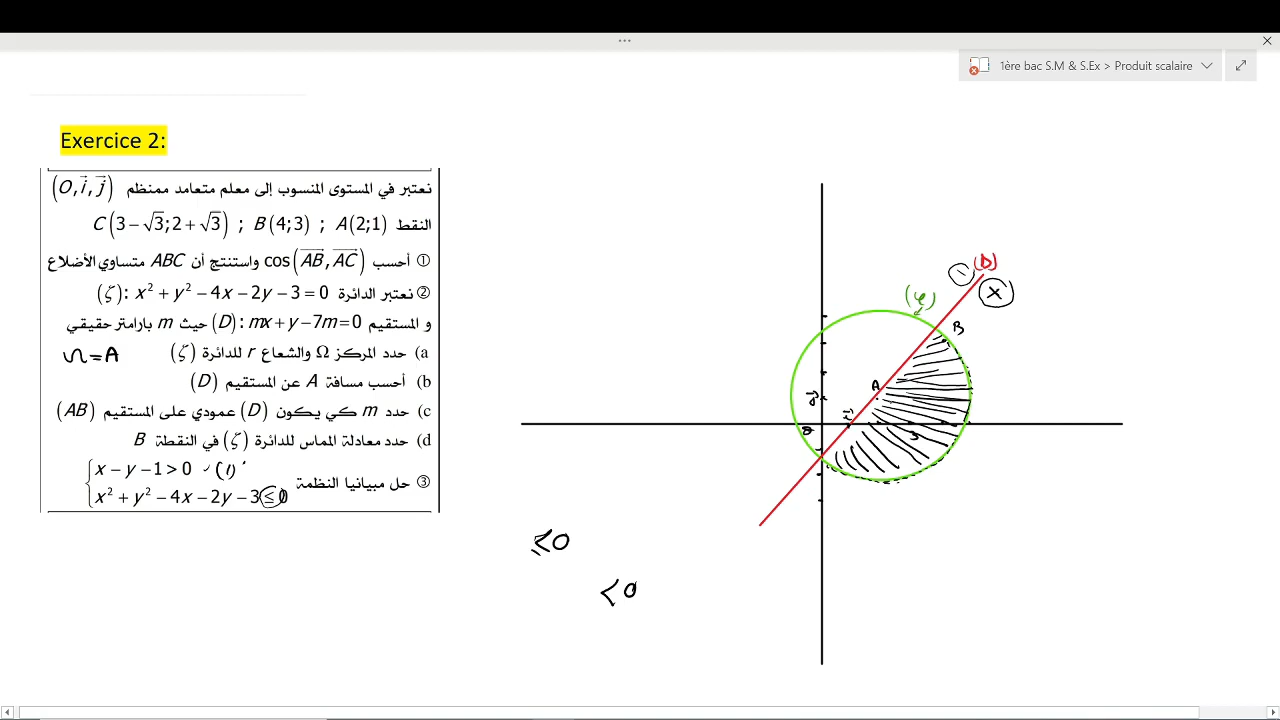 1ère bac S.M & S.Ex > Produit scalaire
Exercice 2:
نعتبر في المستوى المنسوب إلى معلم متعامد ممنظم (O, i⃗, j⃗)
النقط A(2;1) ; B(4;3) ; C(3−√3;2+√3)
① أحسب cos(AB⃗, AC⃗) واستنتج أن ABC متساوي الأضلاع
② نعتبر الدائرة (ζ): x² + y² − 4x − 2y − 3 = 0
و المستقيم (D): mx + y − 7m = 0 حيث m بارامتر حقيقي
a) حدد المركز Ω والشعاع r للدائرة (ζ)
Ω = A
b) أحسب مسافة A عن المستقيم (D)
c) حدد m كي يكون (D) عمودي على المستقيم (AB)
d) حدد معادلة المماس للدائرة (ζ) في النقطة B
③ حل مبيانيا النظمة
x − y − 1 > 0 (1)
x² + y² − 4x − 2y − 3 ≤ 0
(D)
B
A
≤0
<0